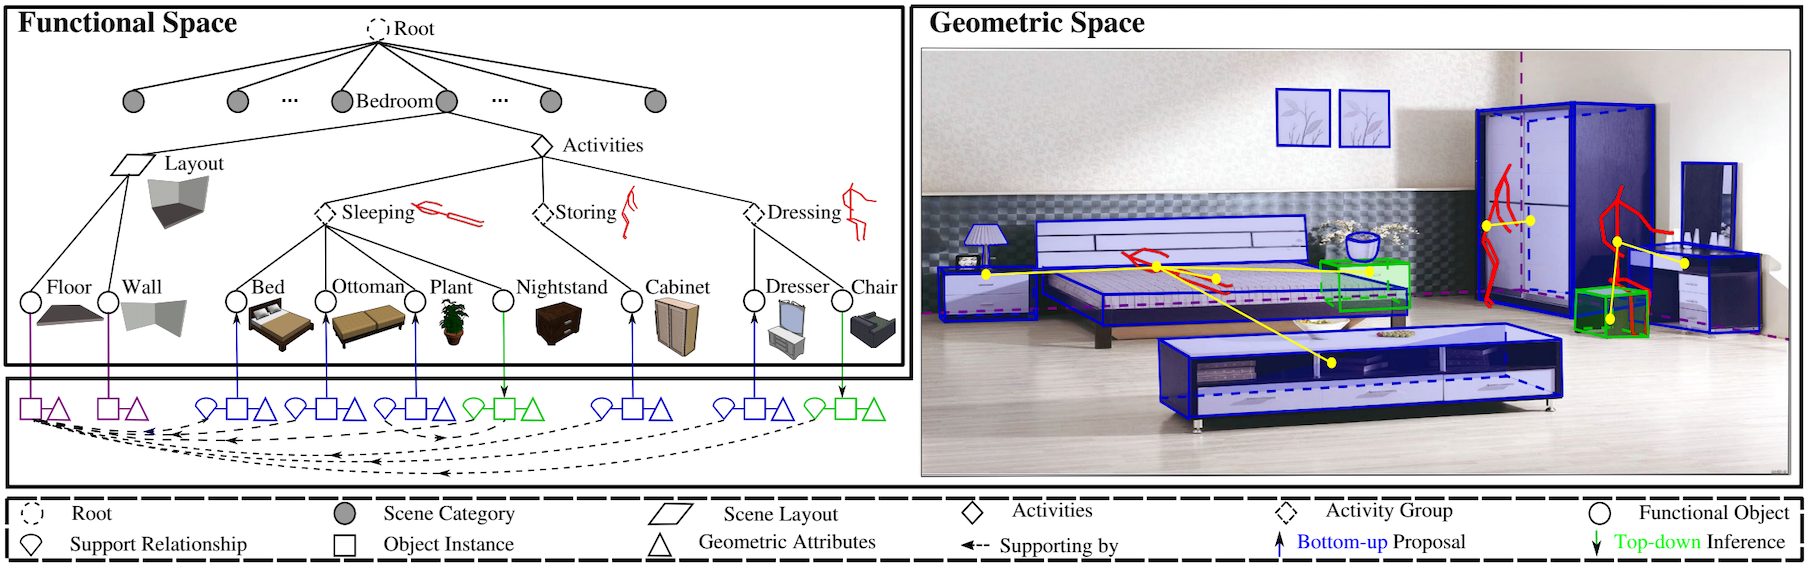 Functional Space
Root
... Bedroom ...
Layout
Activities
Sleeping
Storing
Dressing
Floor
Wall
Bed
Ottoman
Plant
Nightstand
Cabinet
Dresser
Chair
Geometric Space
Root
Scene Category
Scene Layout
Activities
Activity Group
Functional Object
Support Relationship
Object Instance
Geometric Attributes
Supporting by
Bottom-up Proposal
Top-down Inference